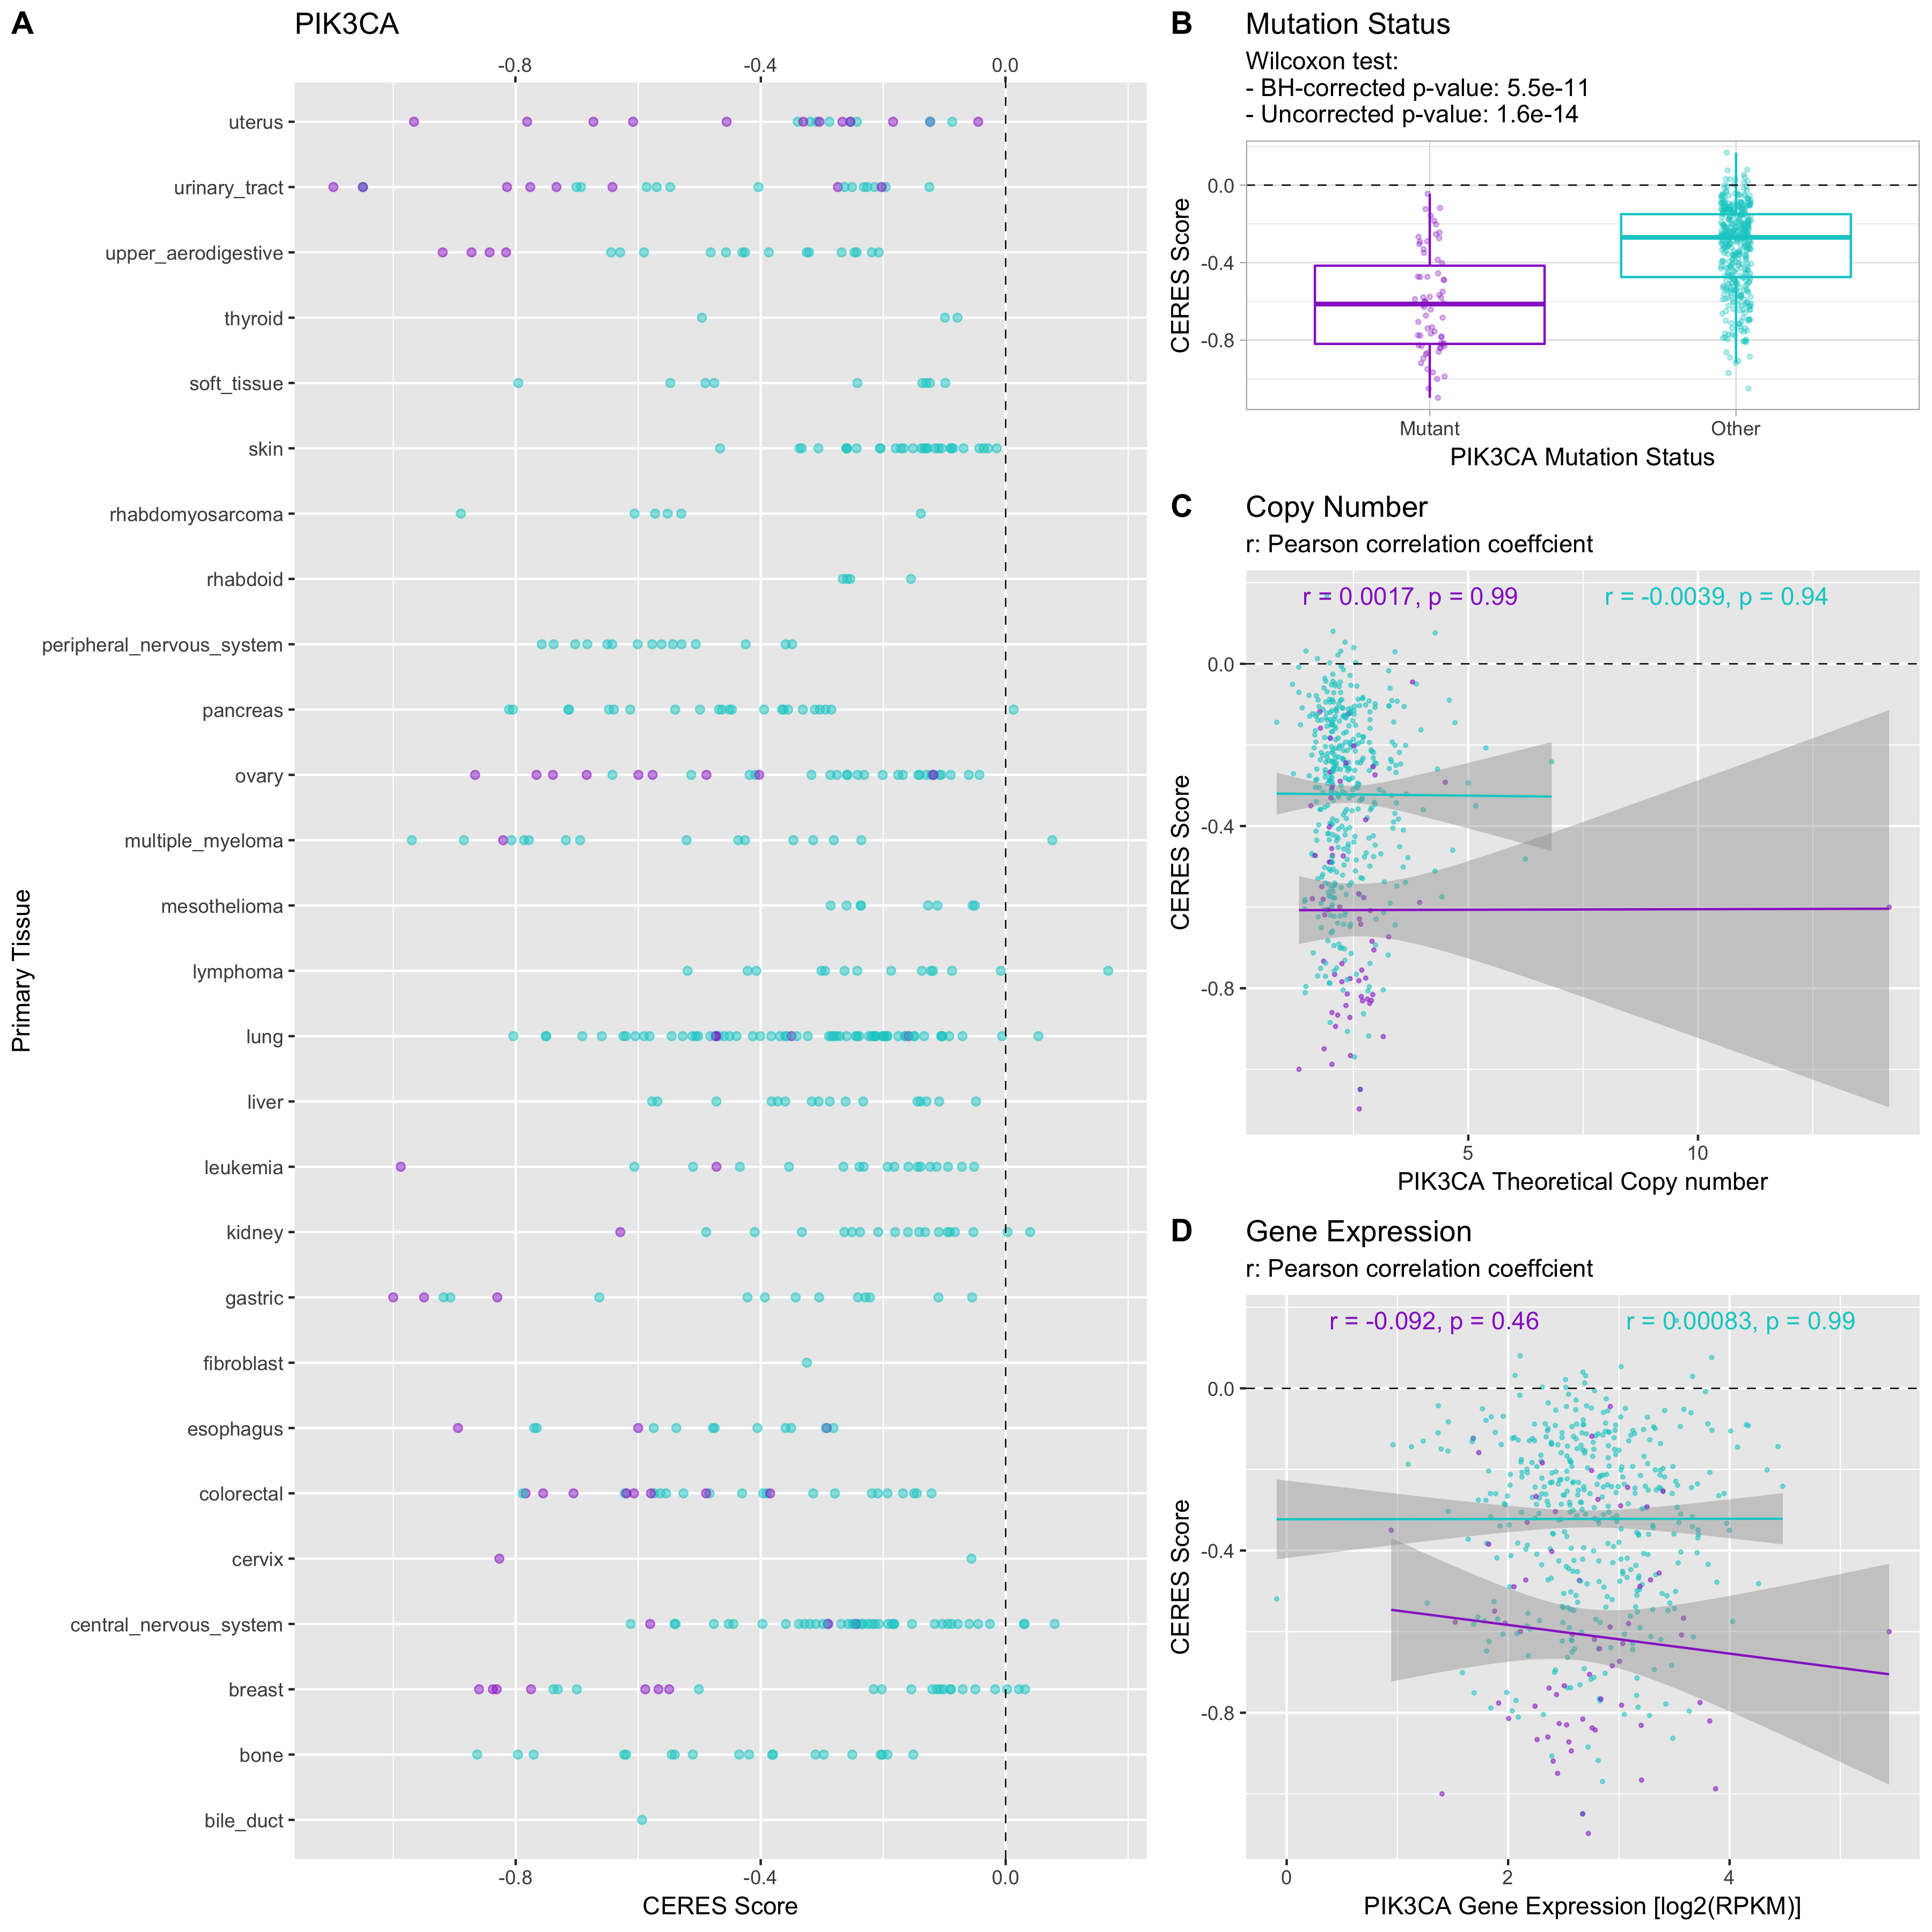 A
PIK3CA
-0.8 -0.4 0.0
uterus
urinary_tract
upper_aerodigestive
thyroid
soft_tissue
skin
rhabdomyosarcoma
rhabdoid
peripheral_nervous_system
pancreas
ovary
multiple_myeloma
mesothelioma
lymphoma
lung
liver
leukemia
kidney
gastric
fibroblast
esophagus
colorectal
cervix
central_nervous_system
breast
bone
bile_duct
Primary Tissue
-0.8 -0.4 0.0
CERES Score
B
Mutation Status
Wilcoxon test:
- BH-corrected p-value: 5.5e-11
- Uncorrected p-value: 1.6e-14
0.0
-0.4
-0.8
CERES Score
Mutant Other
PIK3CA Mutation Status
C
Copy Number
r: Pearson correlation coeffcient
r = 0.0017, p = 0.99 r = -0.0039, p = 0.94
0.0
-0.4
-0.8
CERES Score
5 10
PIK3CA Theoretical Copy number
D
Gene Expression
r: Pearson correlation coeffcient
r = -0.092, p = 0.46 r = 0.00083, p = 0.99
0.0
-0.4
-0.8
CERES Score
0 2 4
PIK3CA Gene Expression [log2(RPKM)]